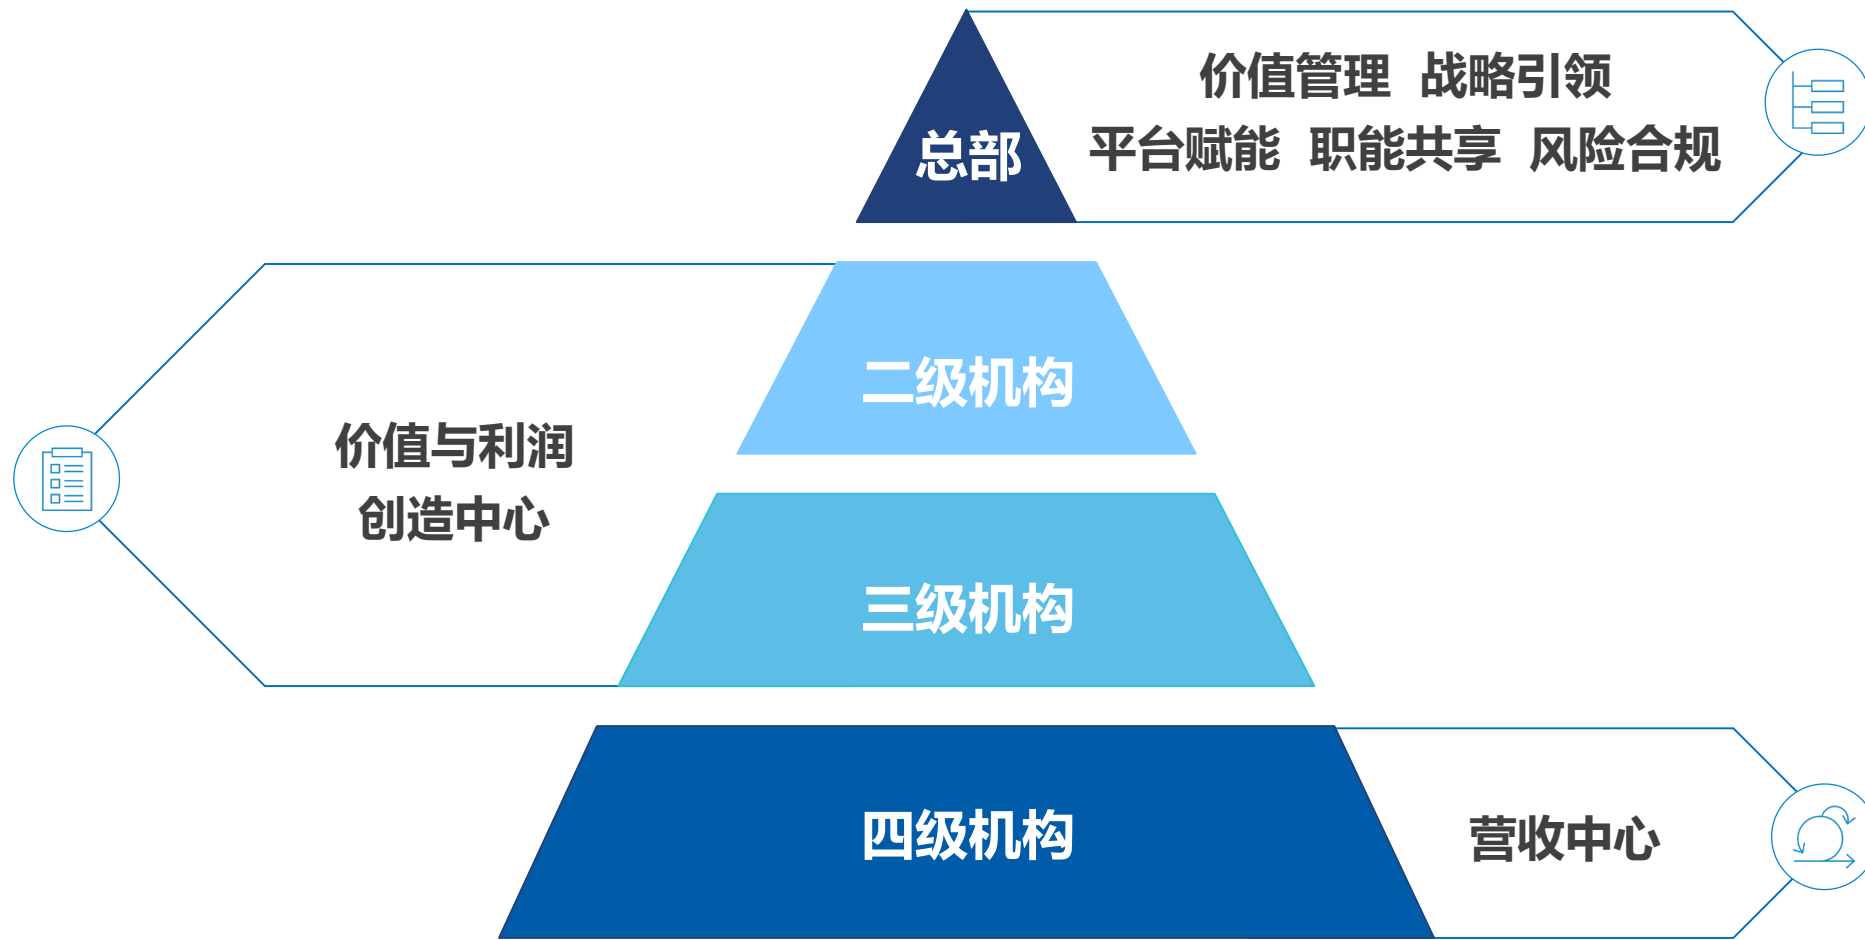 价值管理 战略引领
平台赋能 职能共享 风险合规
总部
二级机构
价值与利润
创造中心
三级机构
四级机构
营收中心